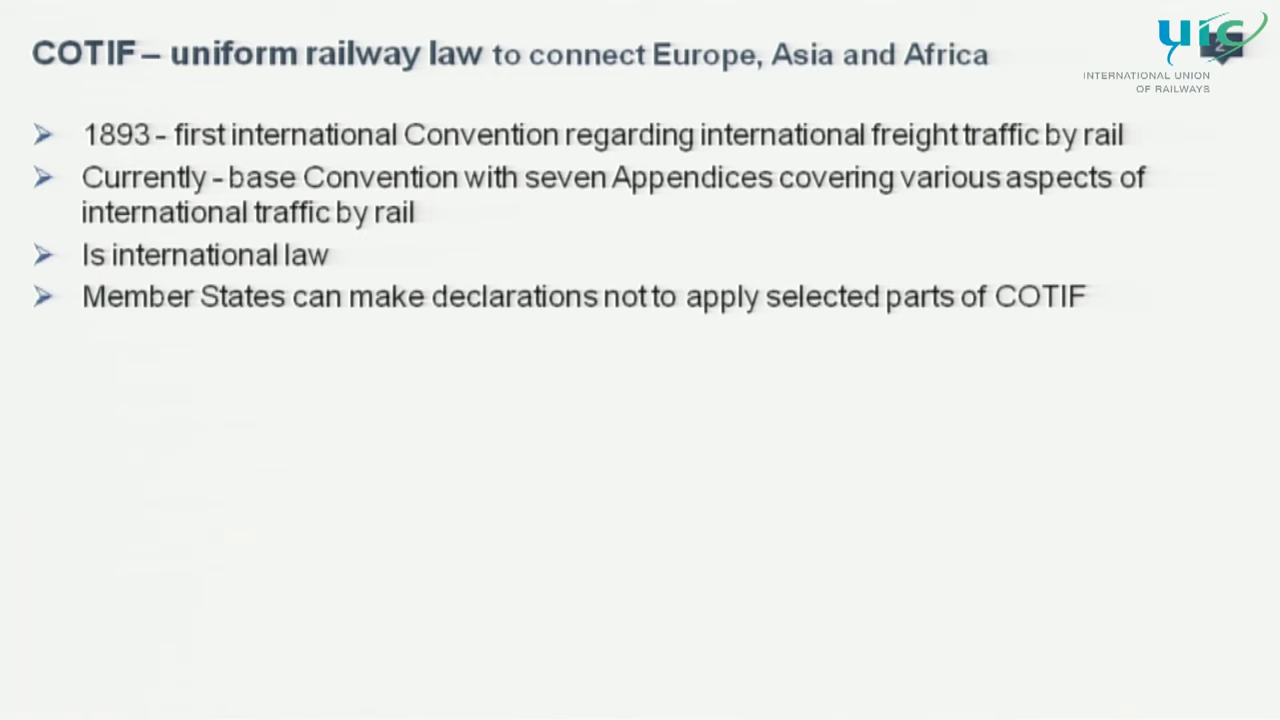 COTIF – uniform railway law to connect Europe, Asia and Africa
uic
INTERNATIONAL UNION
OF RAILWAYS
1893 - first international Convention regarding international freight traffic by rail
Currently - base Convention with seven Appendices covering various aspects of
international traffic by rail
Is international law
Member States can make declarations not to apply selected parts of COTIF